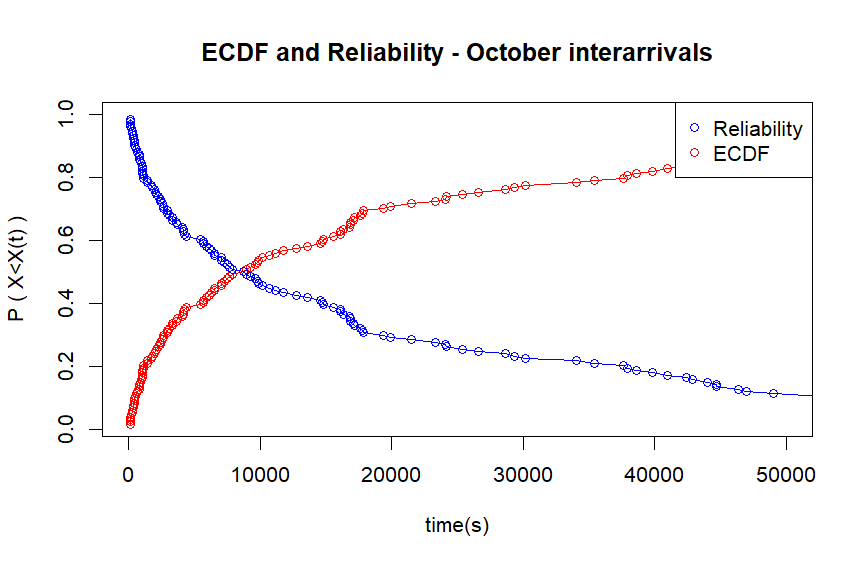 ECDF and Reliability - October interarrivals
P ( X<X(t) )
1.0
0.8
0.6
0.4
0.2
0.0
Reliability
ECDF
0 10000 20000 30000 40000 50000
time(s)